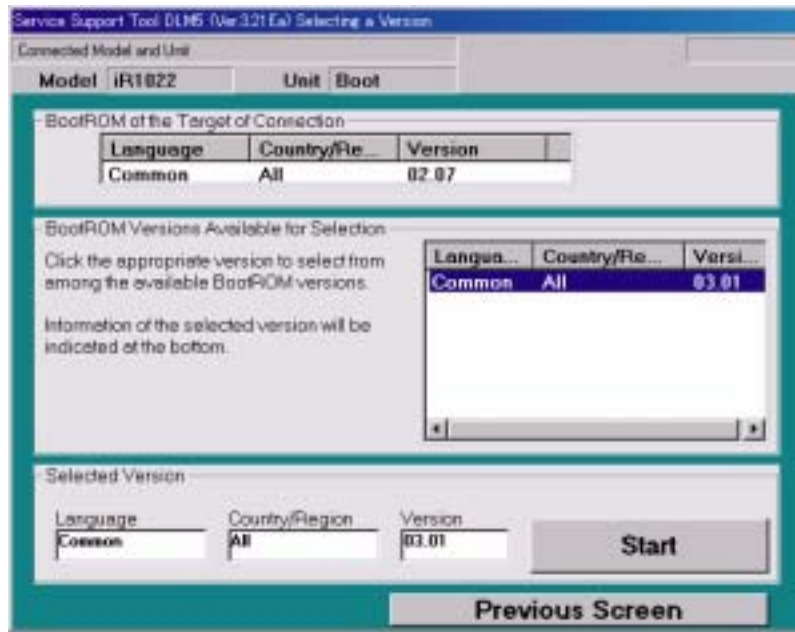 Service Support Tool DLM5 (Ver.3.21Ea) Selecting a Version
Connected Model and Unit
Model iR1022 Unit Boot
BootROM of the Target of Connection
Language Country/Re... Version
Common All 02.07
BootROM Versions Available for Selection
Click the appropriate version to select from
among the available BootROM versions.
Information of the selected version will be
indicated at the bottom.
Langua... Country/Re... Versi...
Common All 03.01
Selected Version
Language Country/Region Version
Common All 03.01
Start
Previous Screen